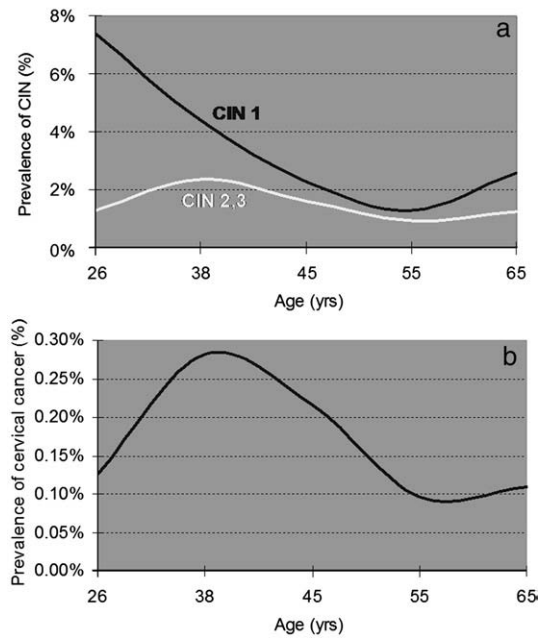 a
8%
6%
4%
2%
0%
Prevalence of CIN (%)
CIN 1
CIN 2,3
26 38 45 55 65
Age (yrs)
b
0.30%
0.25%
0.20%
0.15%
0.10%
0.05%
0.00%
Prevalence of cervical cancer (%)
26 38 45 55 65
Age (yrs)